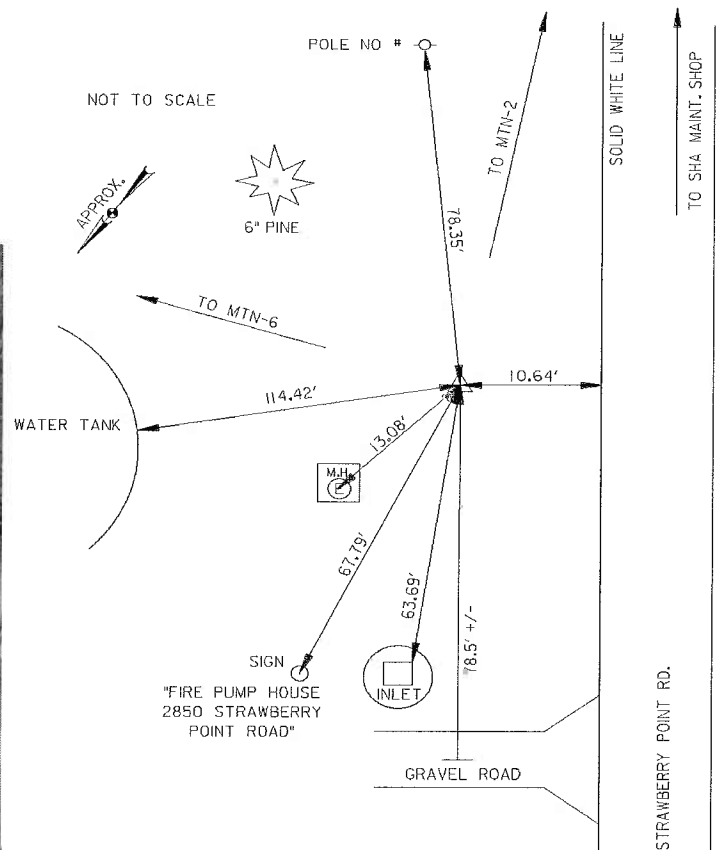 POLE NO #
NOT TO SCALE
SOLID WHITE LINE
TO SHA MAINT. SHOP
TO MTN-2
APPROX.
6" PINE
78.35'
TO MTN-6
10.64'
114.42'
WATER TANK
13.08'
M.H.
E
67.79'
63.69'
78.5' +/-
SIGN
INLET
"FIRE PUMP HOUSE
2850 STRAWBERRY
POINT ROAD"
GRAVEL ROAD
STRAWBERRY POINT RD.